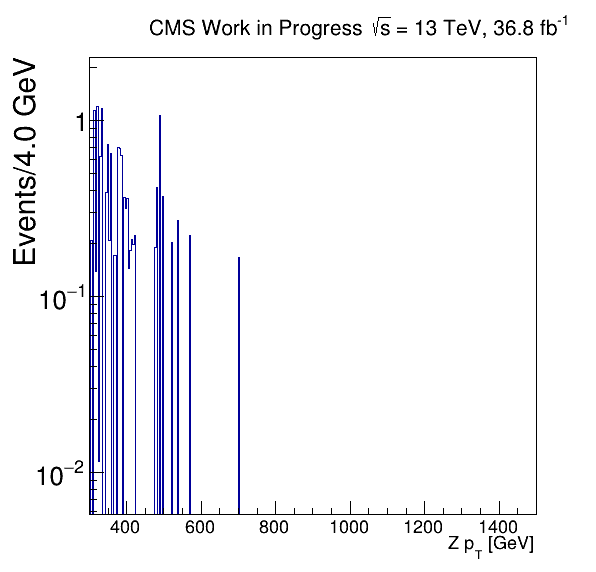 CMS Work in Progress √s = 13 TeV, 36.8 fb⁻¹
Events/4.0 GeV
1
10⁻¹
10⁻²
400 600 800 1000 1200 1400
Z p_T [GeV]